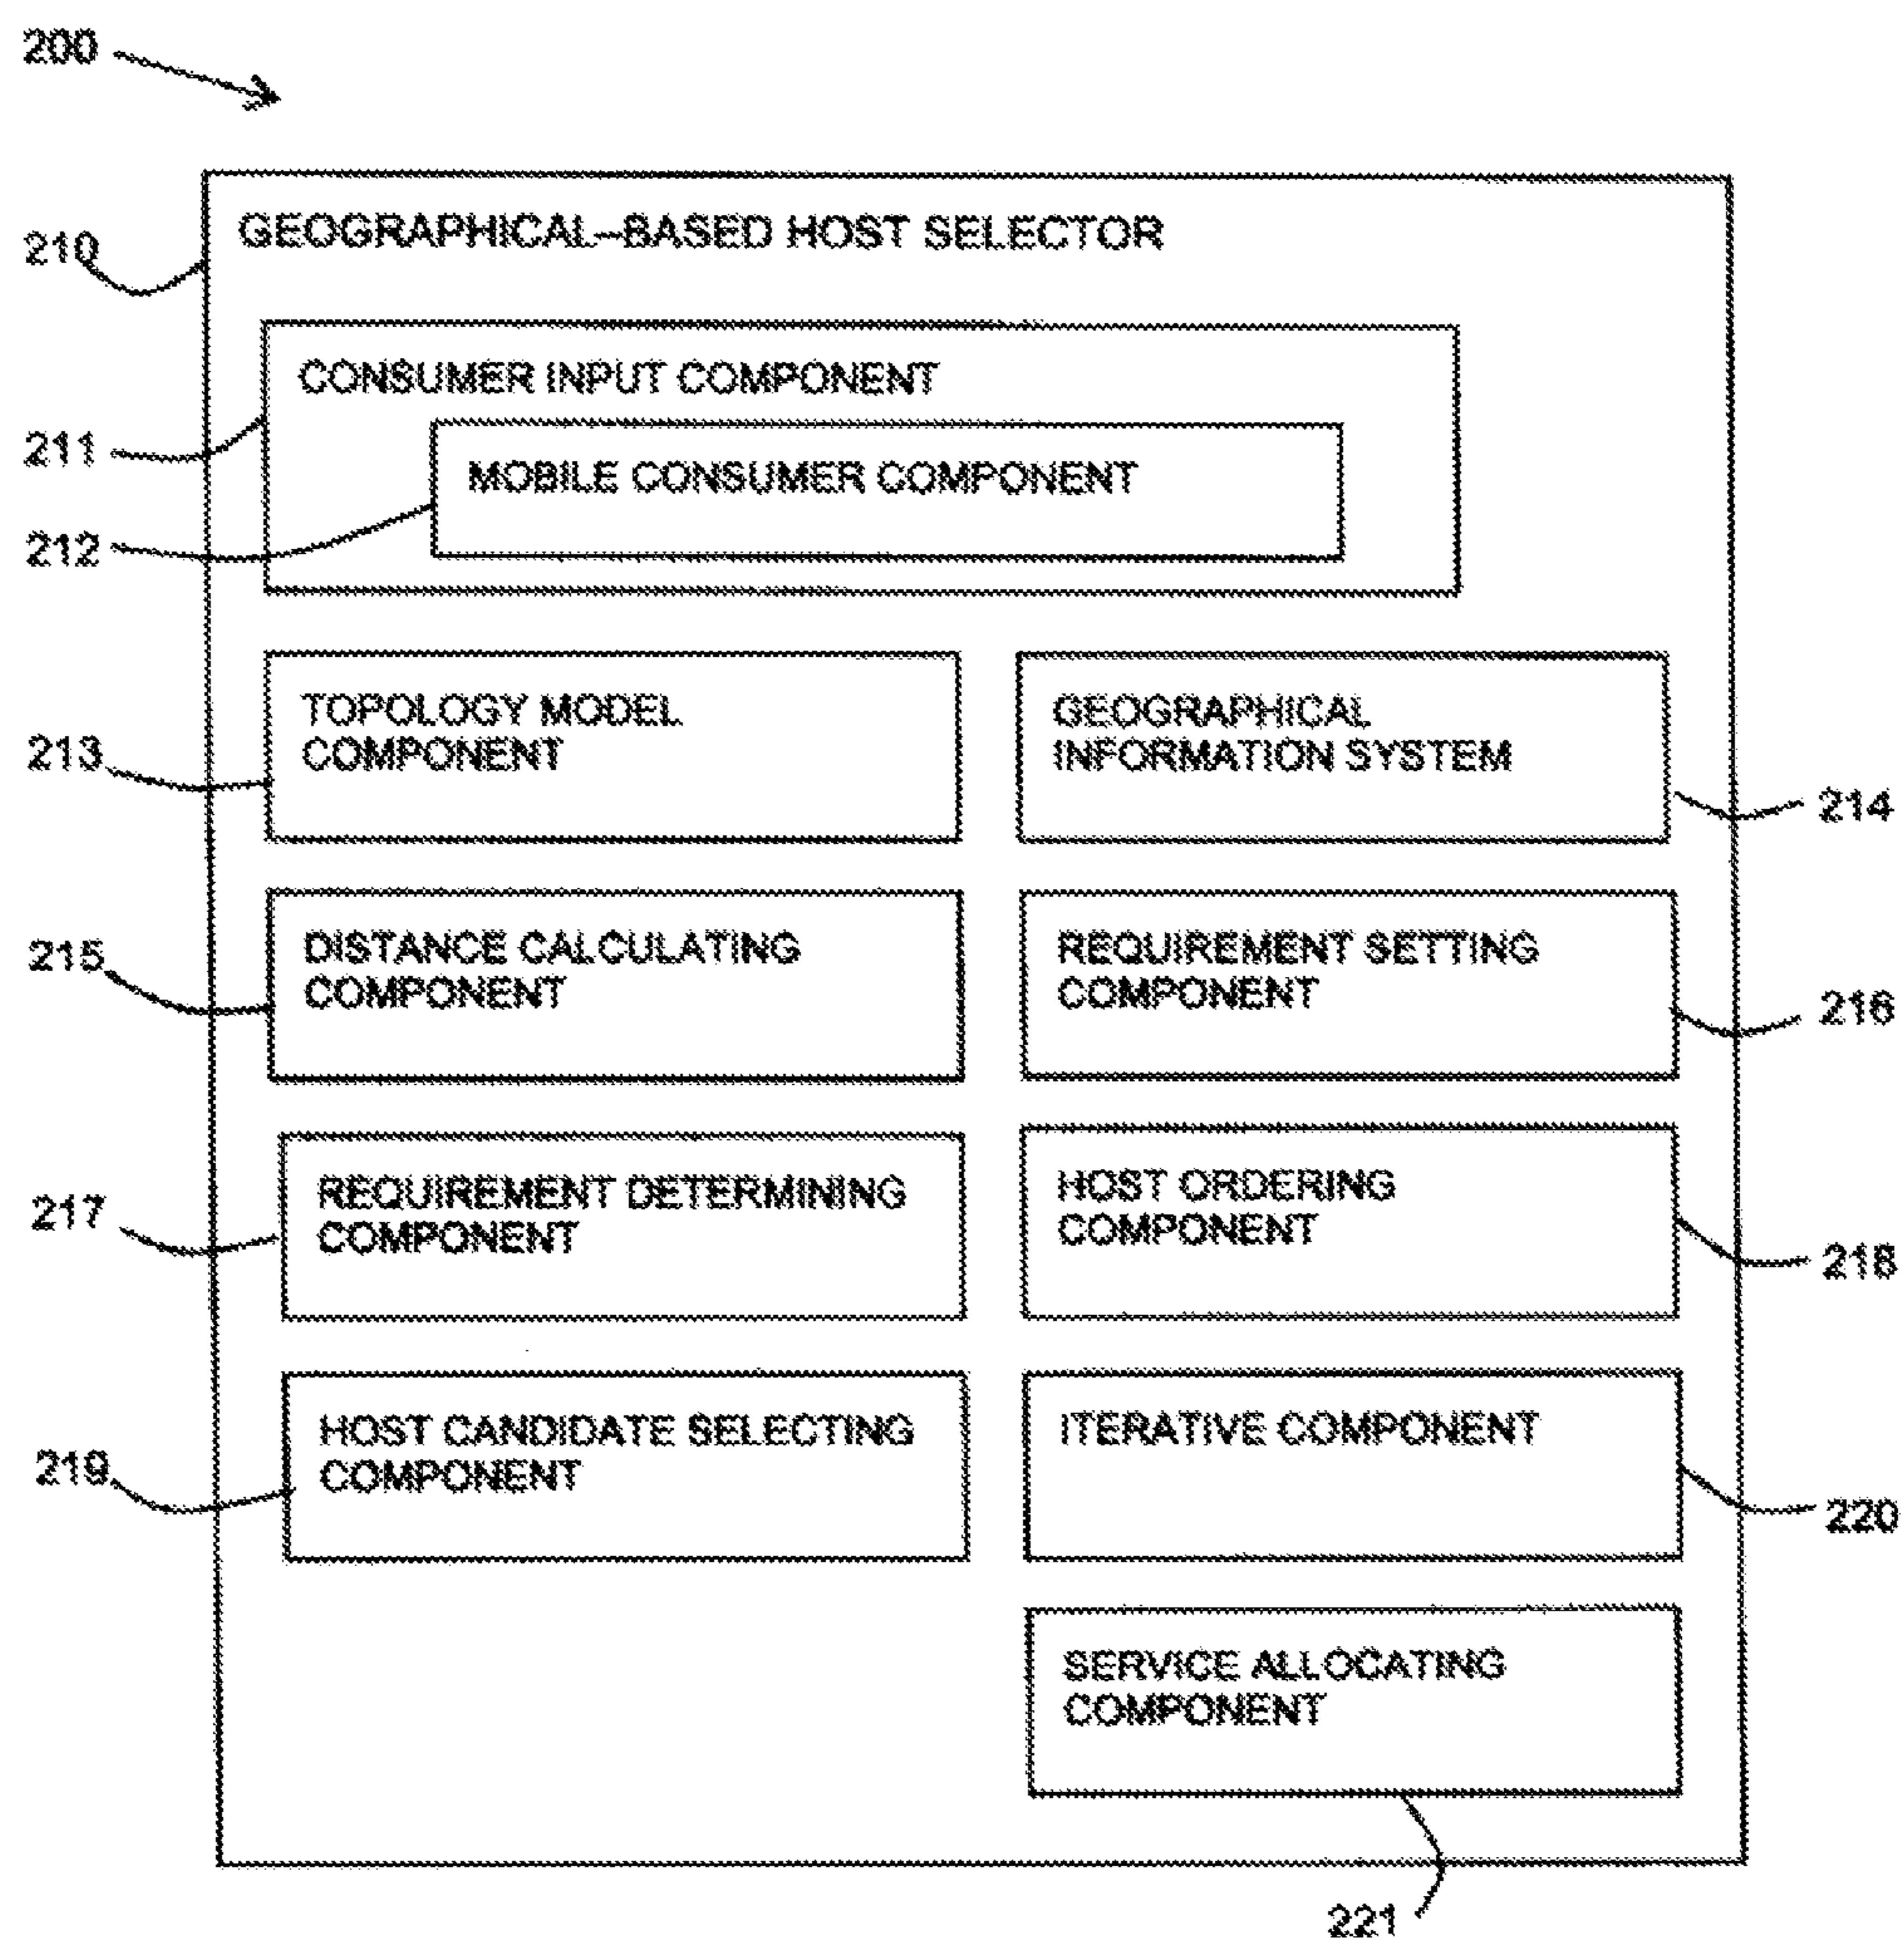 200
210
GEOGRAPHICAL-BASED HOST SELECTOR
211
CONSUMER INPUT COMPONENT
212
MOBILE CONSUMER COMPONENT
213
TOPOLOGY MODEL
COMPONENT
GEOGRAPHICAL
INFORMATION SYSTEM
214
215
DISTANCE CALCULATING
COMPONENT
REQUIREMENT SETTING
COMPONENT
216
217
REQUIREMENT DETERMINING
COMPONENT
HOST ORDERING
COMPONENT
218
219
HOST CANDIDATE SELECTING
COMPONENT
ITERATIVE COMPONENT
220
SERVICE ALLOCATING
COMPONENT
221